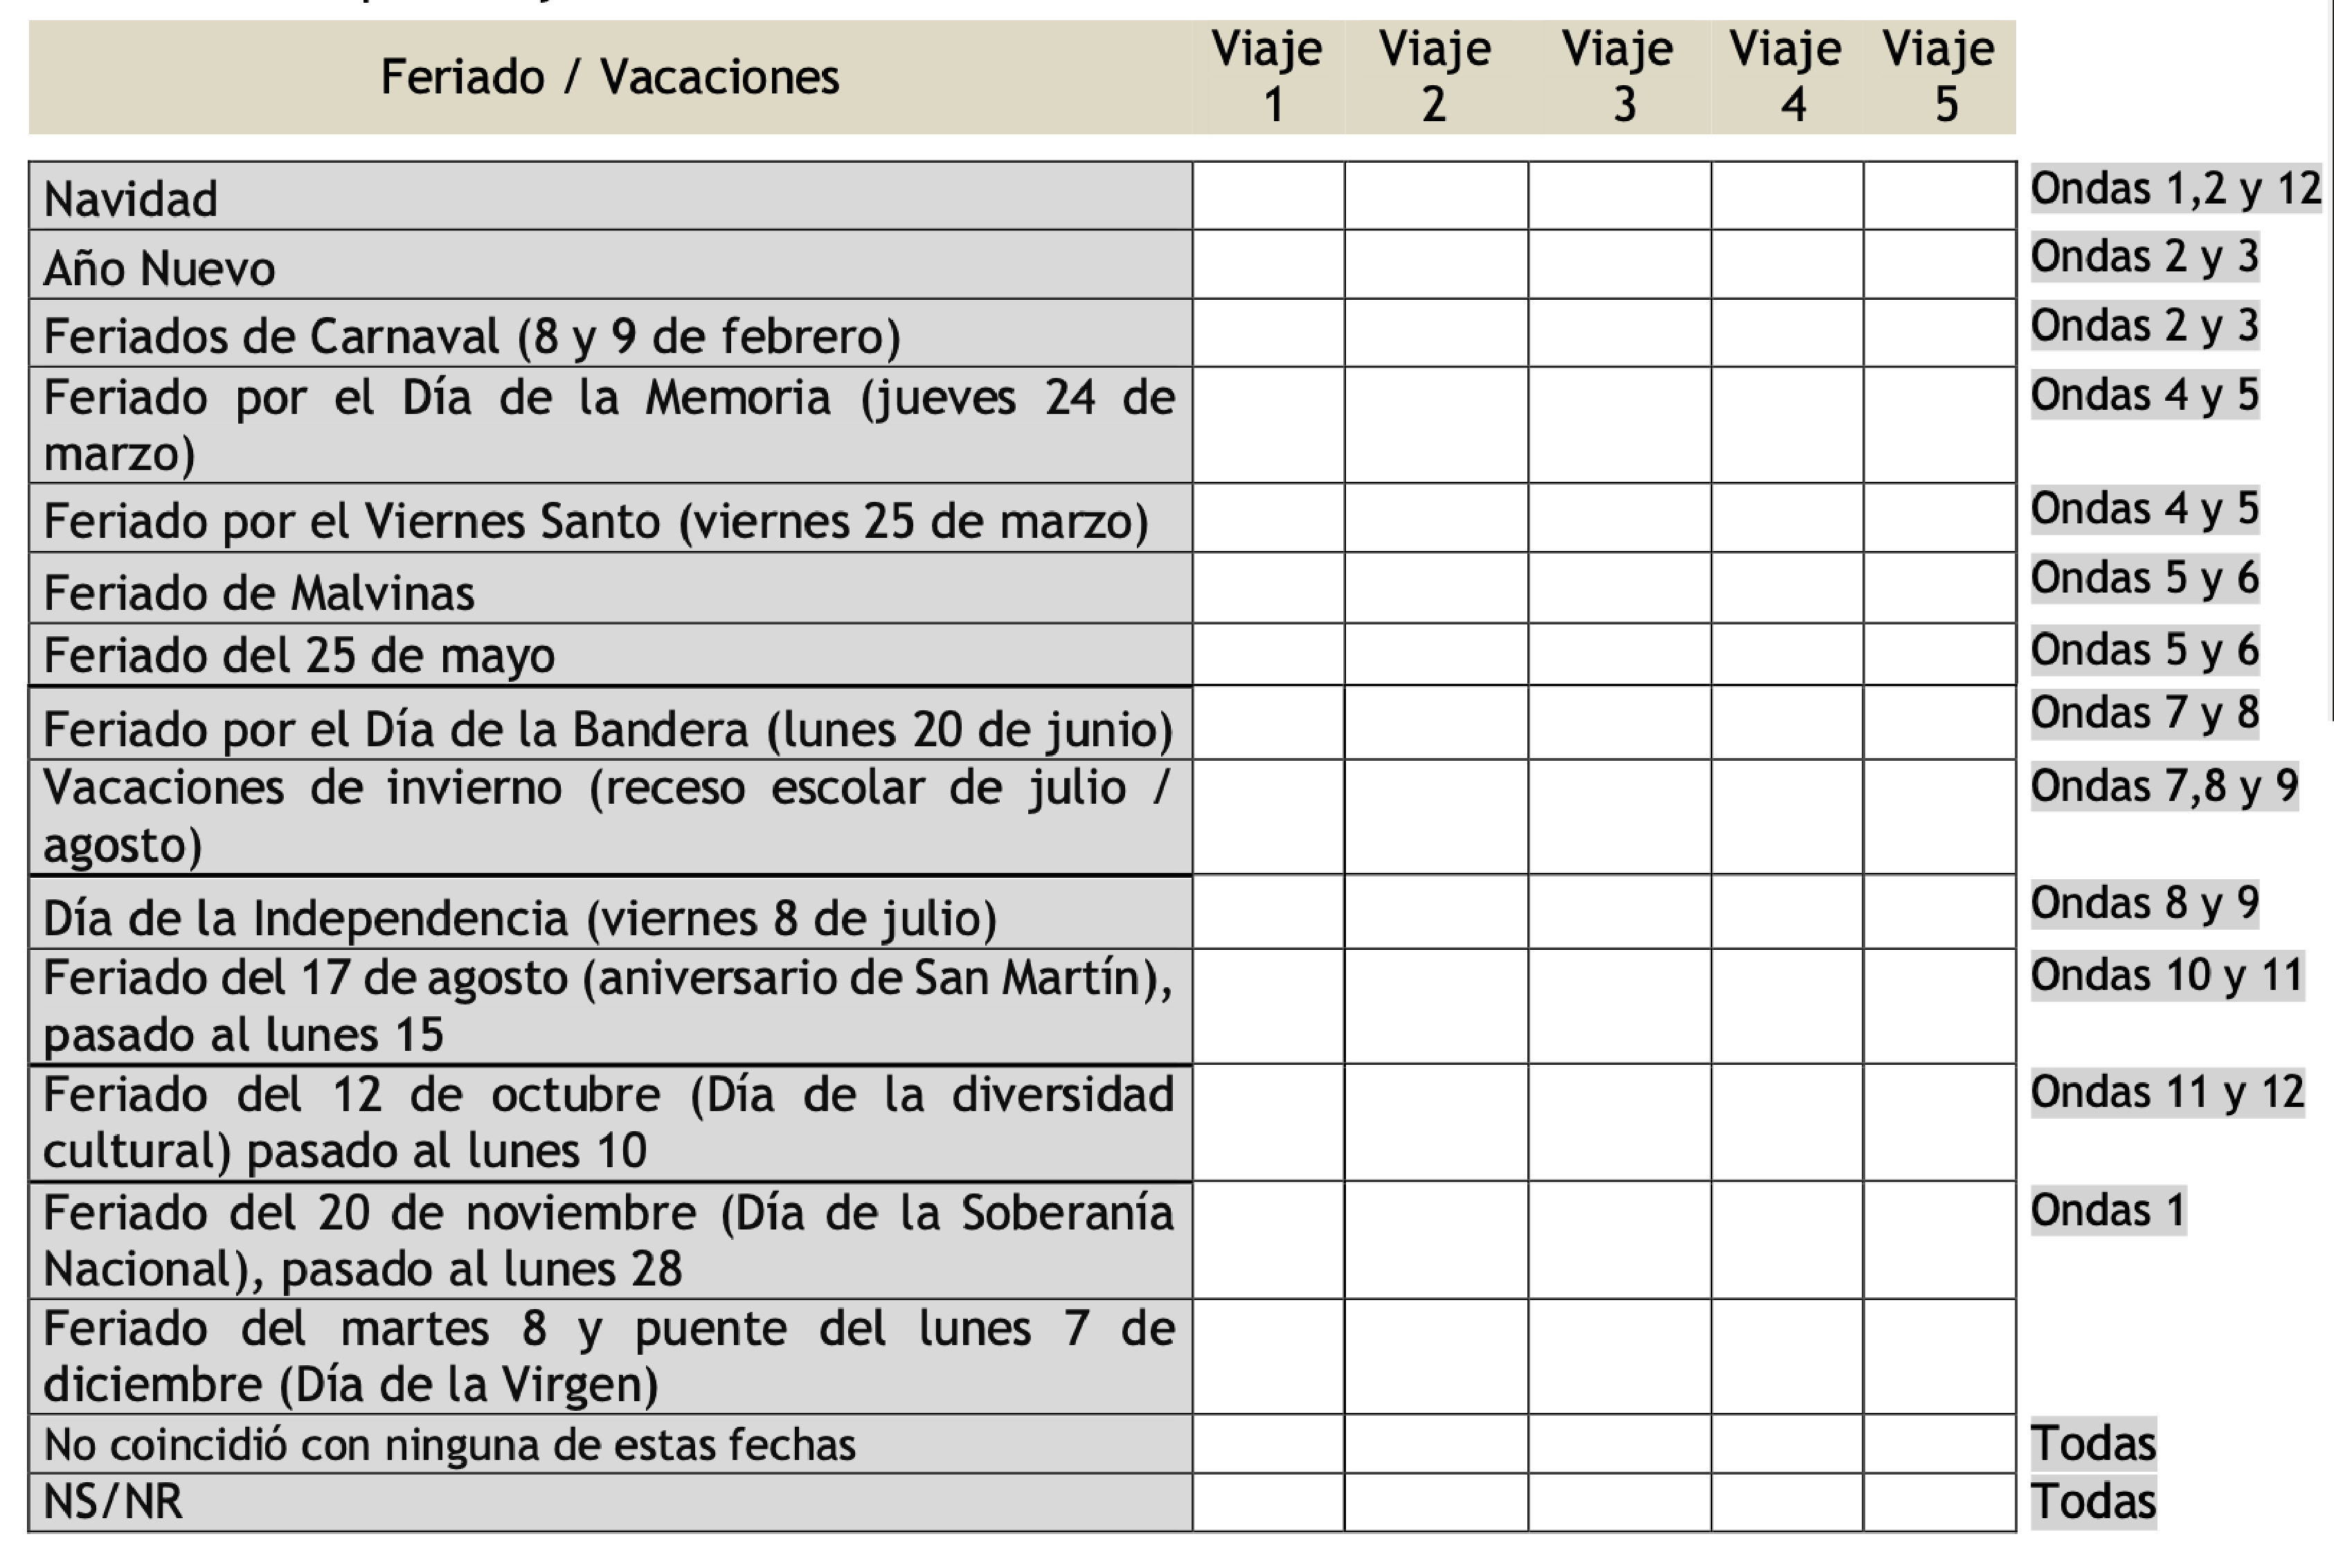 Feriado / Vacaciones
Viaje 1
Viaje 2
Viaje 3
Viaje 4
Viaje 5
Navidad
Ondas 1,2 y 12
Año Nuevo
Ondas 2 y 3
Feriados de Carnaval (8 y 9 de febrero)
Ondas 2 y 3
Feriado por el Día de la Memoria (jueves 24 de
marzo)
Ondas 4 y 5
Feriado por el Viernes Santo (viernes 25 de marzo)
Ondas 4 y 5
Feriado de Malvinas
Ondas 5 y 6
Feriado del 25 de mayo
Ondas 5 y 6
Feriado por el Día de la Bandera (lunes 20 de junio)
Ondas 7 y 8
Vacaciones de invierno (receso escolar de julio /
agosto)
Ondas 7,8 y 9
Día de la Independencia (viernes 8 de julio)
Ondas 8 y 9
Feriado del 17 de agosto (aniversario de San Martín),
pasado al lunes 15
Ondas 10 y 11
Feriado del 12 de octubre (Día de la diversidad
cultural) pasado al lunes 10
Ondas 11 y 12
Feriado del 20 de noviembre (Día de la Soberanía
Nacional), pasado al lunes 28
Ondas 1
Feriado del martes 8 y puente del lunes 7 de
diciembre (Día de la Virgen)
No coincidió con ninguna de estas fechas
Todas
NS/NR
Todas